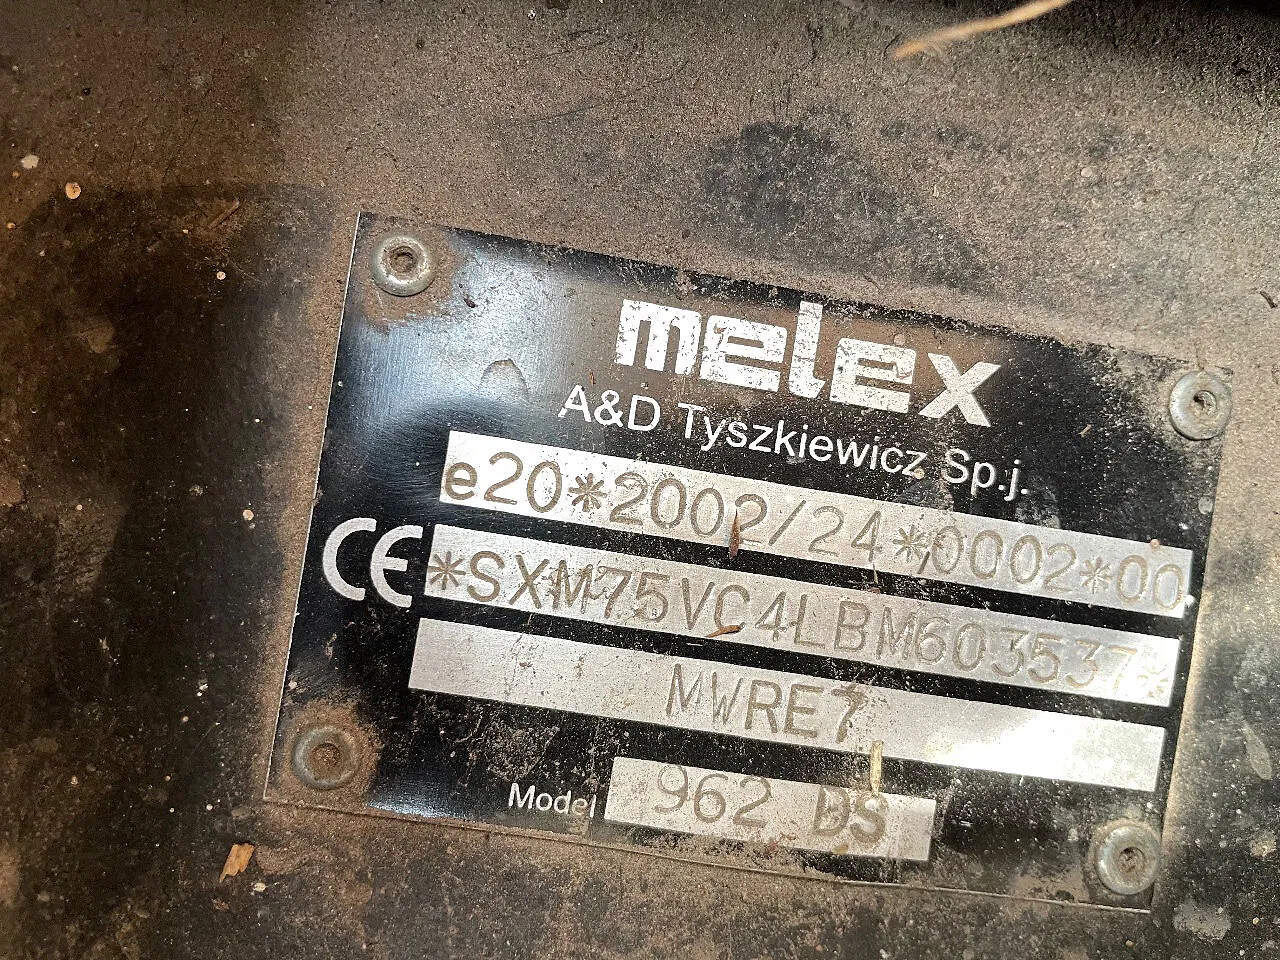 melex
A&D Tyszkiewicz Sp.j.
e20*2002/24*0002*00
CE *SXM75VC4LBM603537*
MWRE7
Model 962 DS